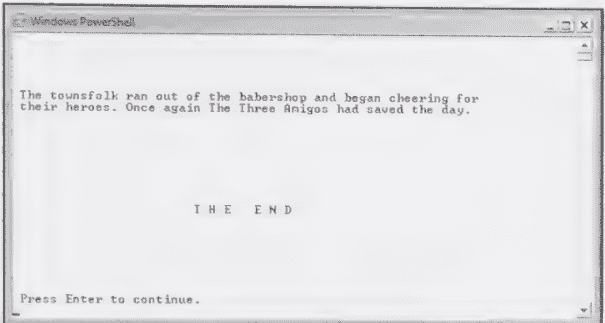 Windows PowerShell
The townsfolk ran out of the babershop and began cheering for
their heroes. Once again The Three Amigos had saved the day.
T H E   E N D
Press Enter to continue.